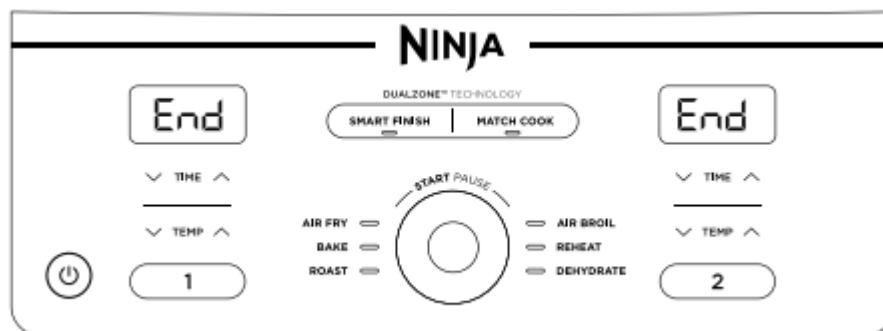 NINJA
DUALZONE™ TECHNOLOGY
End
SMART FINISH
MATCH COOK
End
TIME
START PAUSE
TIME
TEMP
AIR FRY
AIR BROIL
TEMP
BAKE
REHEAT
1
ROAST
DEHYDRATE
2